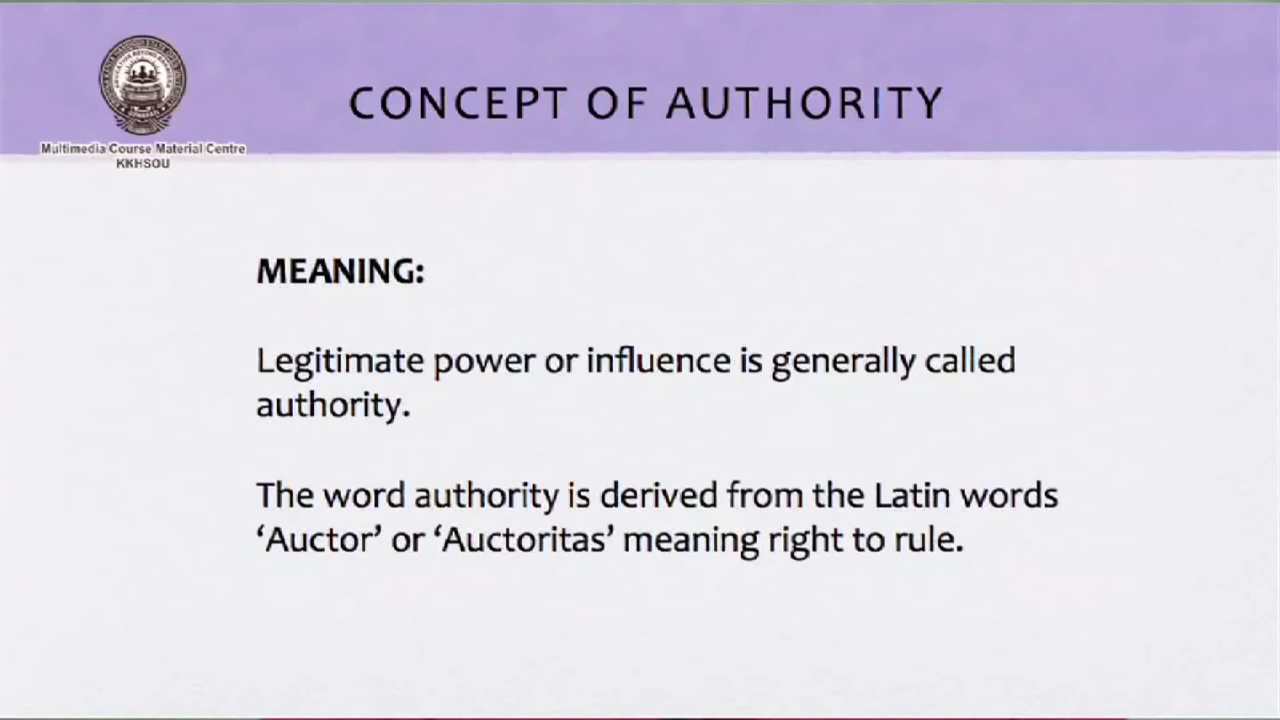 CONCEPT OF AUTHORITY
Multimedia Course Material Centre
KKHSOU
MEANING:
Legitimate power or influence is generally called
authority.
The word authority is derived from the Latin words
‘Auctor’ or ‘Auctoritas’ meaning right to rule.